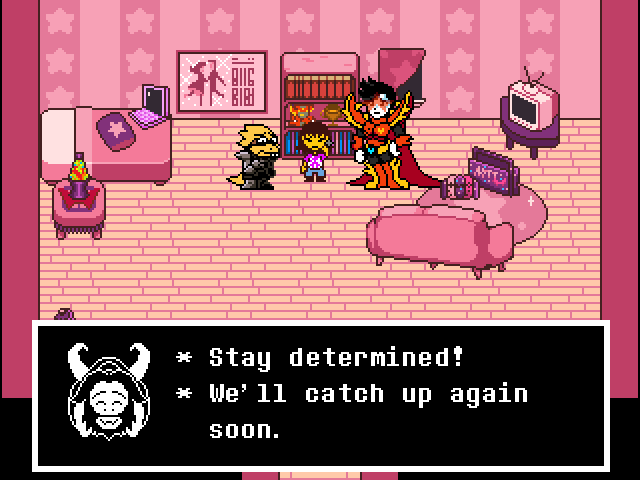 * Stay determined!
* We'll catch up again
soon.